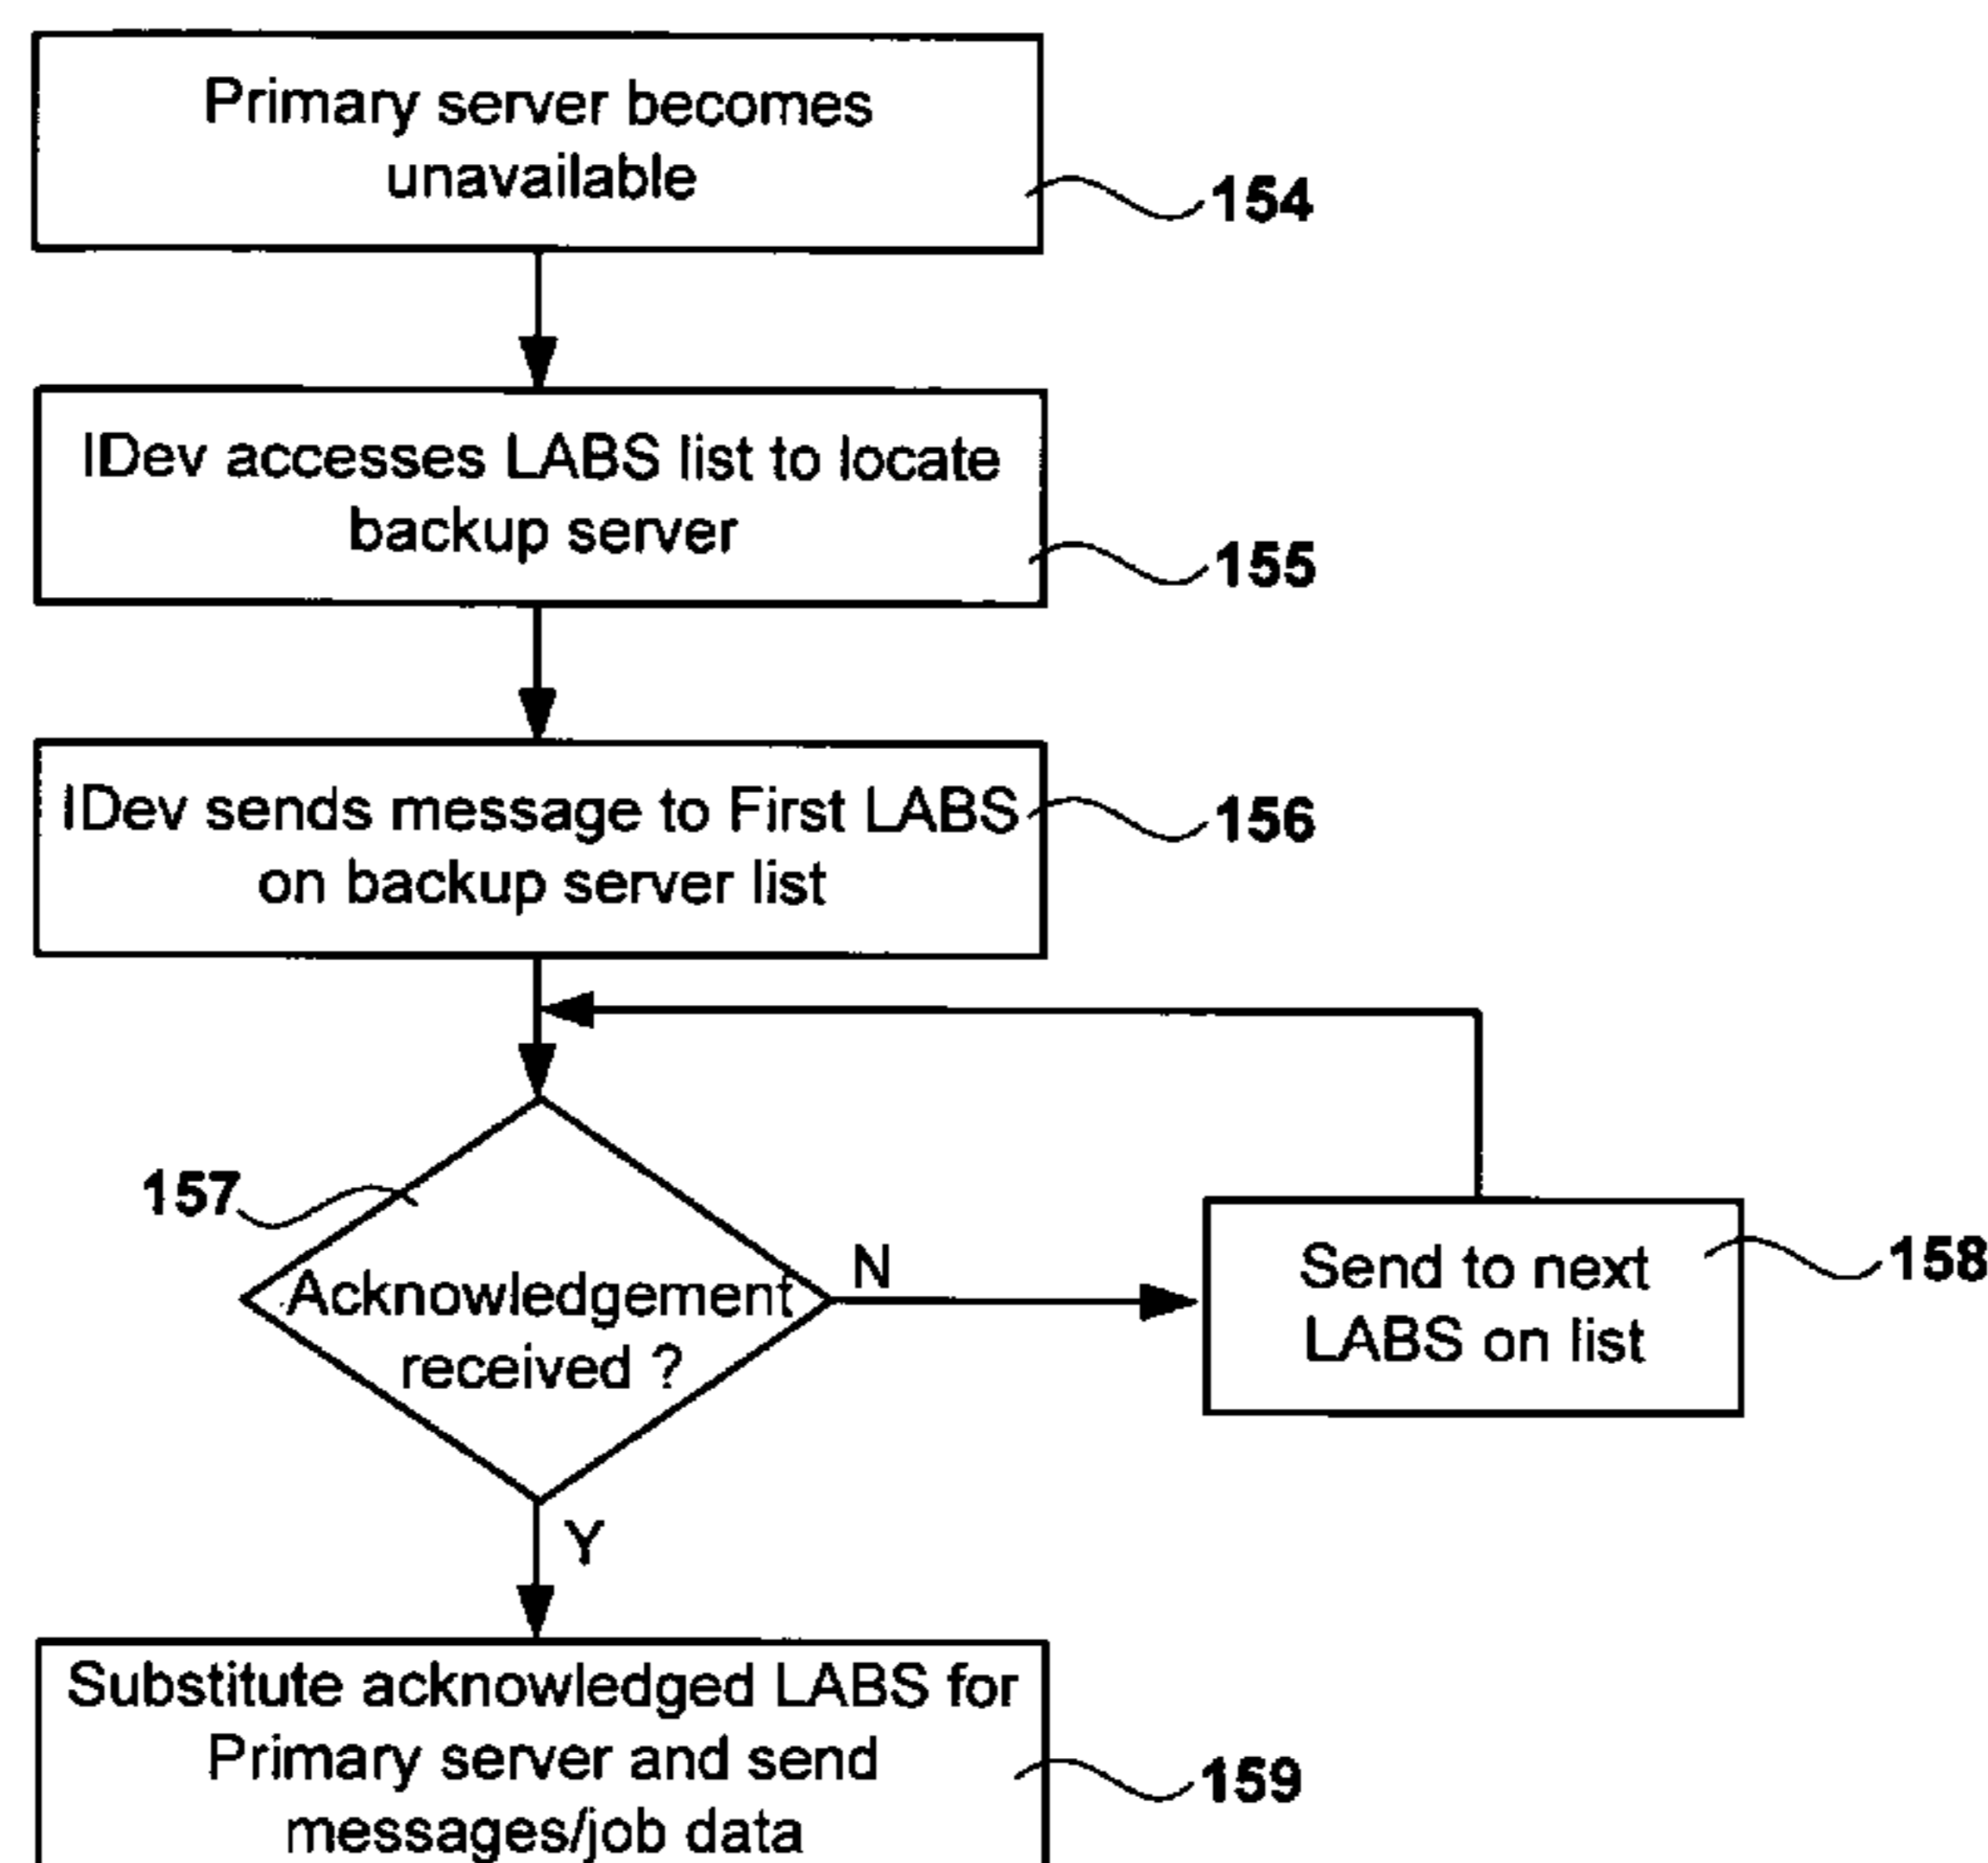 Primary server becomes
unavailable
154
IDev accesses LABS list to locate
backup server
155
IDev sends message to First LABS
on backup server list
156
157
Acknowledgement
received ?
N
Send to next
LABS on list
158
Y
Substitute acknowledged LABS for
Primary server and send
messages/job data
159